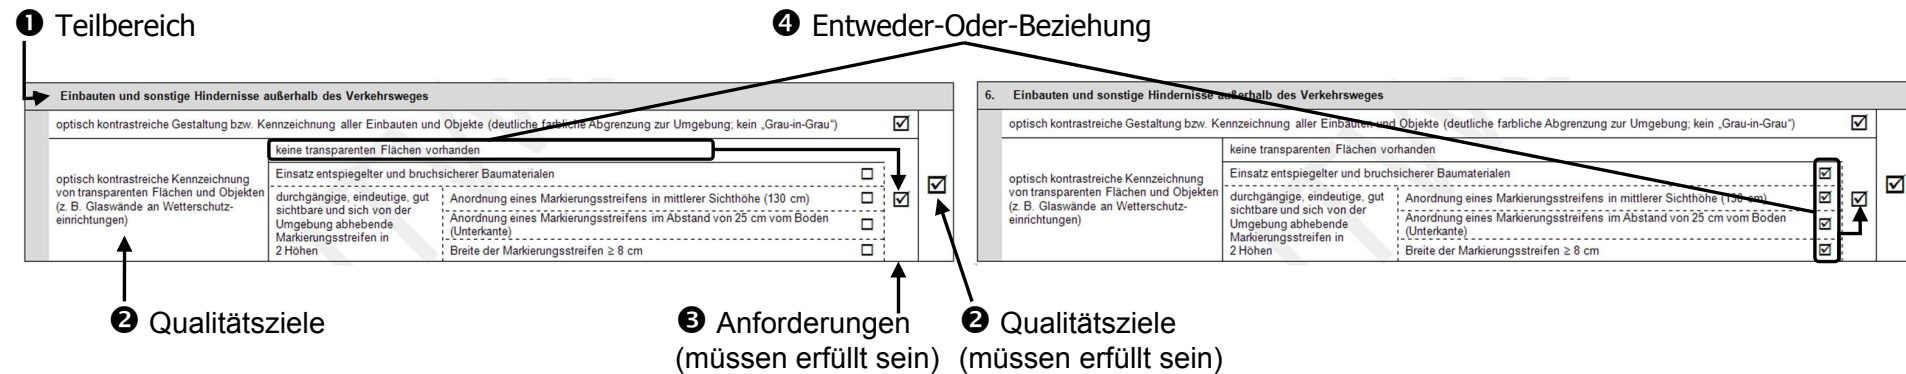 ❶ Teilbereich
❹ Entweder-Oder-Beziehung
Einbauten und sonstige Hindernisse außerhalb des Verkehrsweges
optisch kontrastreiche Gestaltung bzw. Kennzeichnung aller Einbauten und Objekte (deutliche farbliche Abgrenzung zur Umgebung; kein „Grau-in-Grau“)
optisch kontrastreiche Kennzeichnung
von transparenten Flächen und Objekten
(z. B. Glaswände an Wetterschutz-
einrichtungen)
keine transparenten Flächen vorhanden
Einsatz entspiegelter und bruchsicherer Baumaterialen
durchgängige, eindeutige, gut
sichtbare und sich von der
Umgebung abhebende
Markierungsstreifen in
2 Höhen
Anordnung eines Markierungsstreifens in mittlerer Sichthöhe (130 cm)
Anordnung eines Markierungsstreifens im Abstand von 25 cm vom Boden
(Unterkante)
Breite der Markierungsstreifen ≥ 8 cm
6. Einbauten und sonstige Hindernisse außerhalb des Verkehrsweges
optisch kontrastreiche Gestaltung bzw. Kennzeichnung aller Einbauten und Objekte (deutliche farbliche Abgrenzung zur Umgebung; kein „Grau-in-Grau“)
optisch kontrastreiche Kennzeichnung
von transparenten Flächen und Objekten
(z. B. Glaswände an Wetterschutz-
einrichtungen)
keine transparenten Flächen vorhanden
Einsatz entspiegelter und bruchsicherer Baumaterialen
durchgängige, eindeutige, gut
sichtbare und sich von der
Umgebung abhebende
Markierungsstreifen in
2 Höhen
Anordnung eines Markierungsstreifens in mittlerer Sichthöhe (130 cm)
Anordnung eines Markierungsstreifens im Abstand von 25 cm vom Boden
(Unterkante)
Breite der Markierungsstreifen ≥ 8 cm
❷ Qualitätsziele
❸ Anforderungen
(müssen erfüllt sein)
❷ Qualitätsziele
(müssen erfüllt sein)